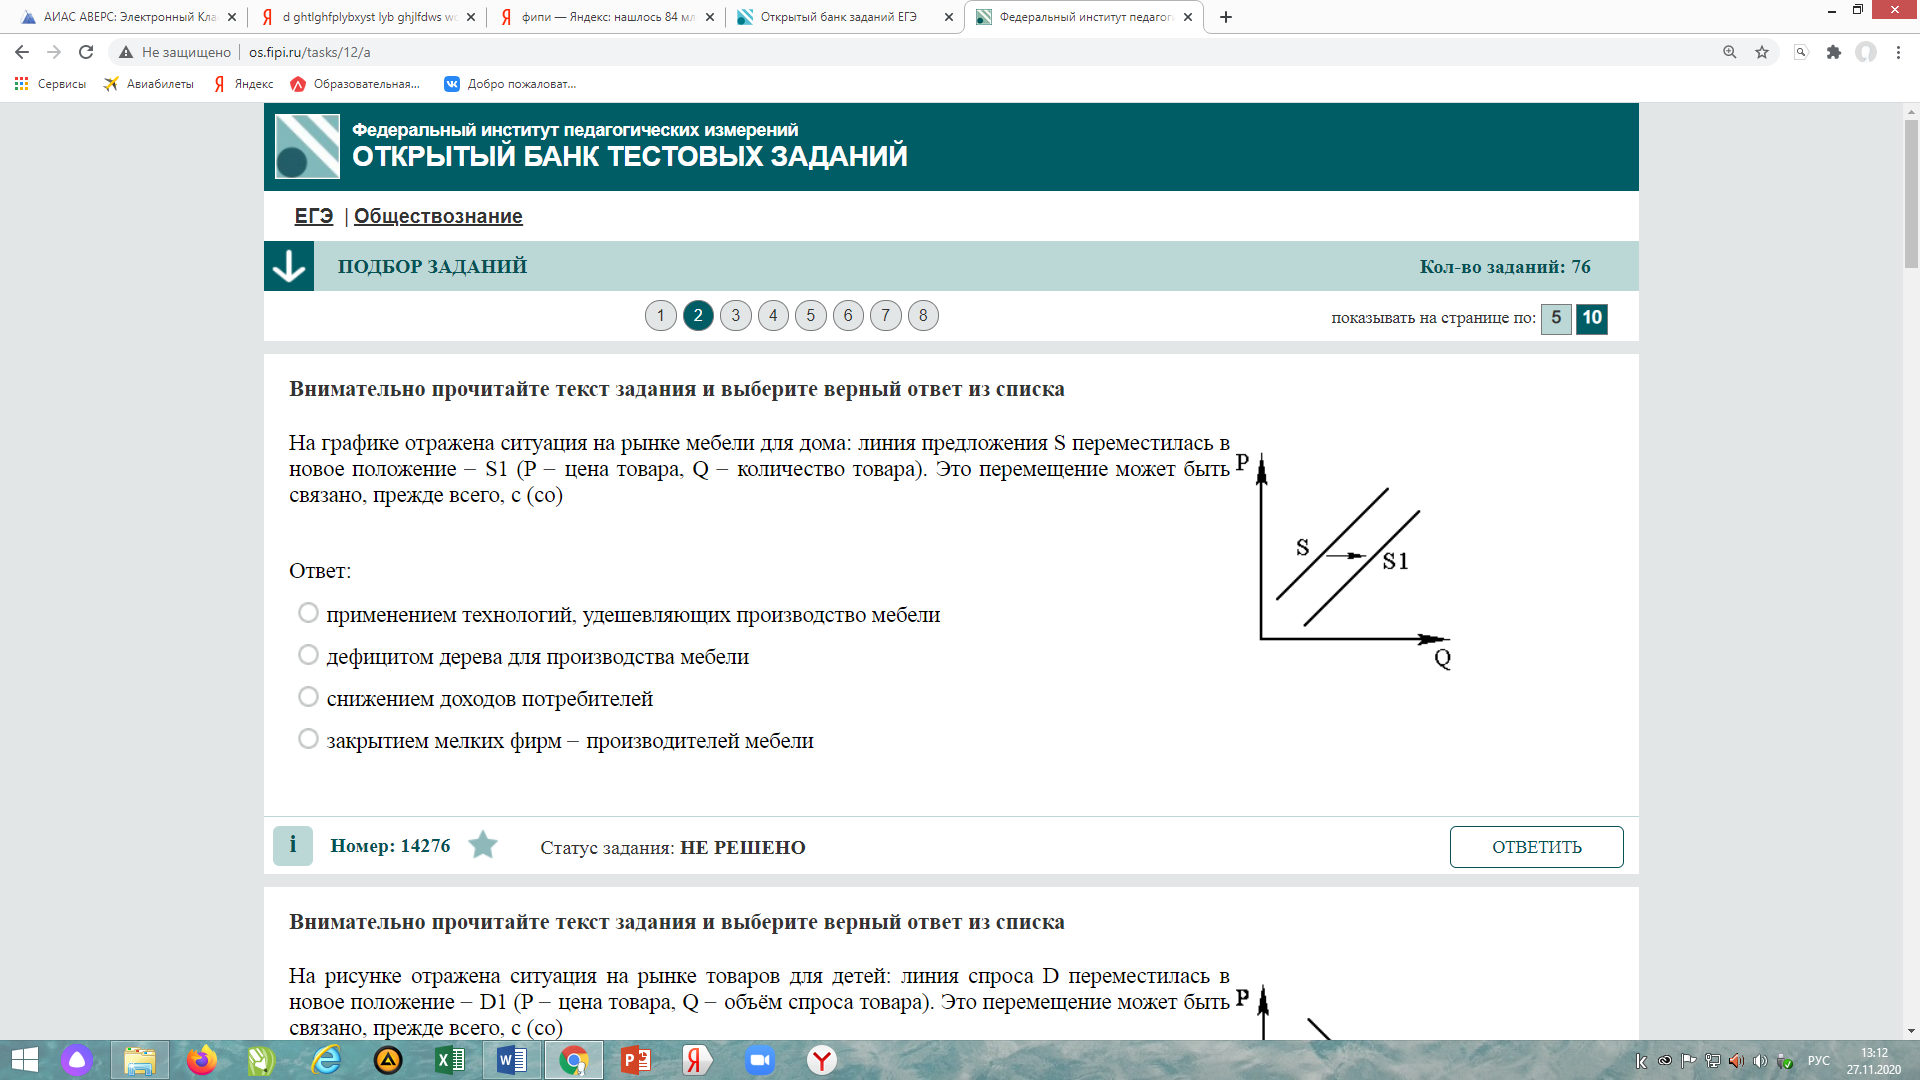 АИАС АВЕРС: Электронный Кла
d ghtlghfplybxyst lyb ghjlfdws wc
фипи — Яндекс: нашлось 84 мл
Открытый банк заданий ЕГЭ
Федеральный институт педагог
Не защищено | os.fipi.ru/tasks/12/a
Сервисы Авиабилеты Яндекс Образовательная... Добро пожаловат...
Федеральный институт педагогических измерений
ОТКРЫТЫЙ БАНК ТЕСТОВЫХ ЗАДАНИЙ
ЕГЭ | Обществознание
ПОДБОР ЗАДАНИЙ
Кол-во заданий: 76
1 2 3 4 5 6 7 8
показывать на странице по: 5 10
Внимательно прочитайте текст задания и выберите верный ответ из списка
На графике отражена ситуация на рынке мебели для дома: линия предложения S переместилась в
новое положение – S1 (P – цена товара, Q – количество товара). Это перемещение может быть
связано, прежде всего, с (со)
P
S
S1
Q
Ответ:
применением технологий, удешевляющих производство мебели
дефицитом дерева для производства мебели
снижением доходов потребителей
закрытием мелких фирм – производителей мебели
i
Номер: 14276
Статус задания: НЕ РЕШЕНО
ОТВЕТИТЬ
Внимательно прочитайте текст задания и выберите верный ответ из списка
На рисунке отражена ситуация на рынке товаров для детей: линия спроса D переместилась в
новое положение – D1 (P – цена товара, Q – объём спроса товара). Это перемещение может быть
связано, прежде всего, с (со)
P
РУС
13:12
27.11.2020